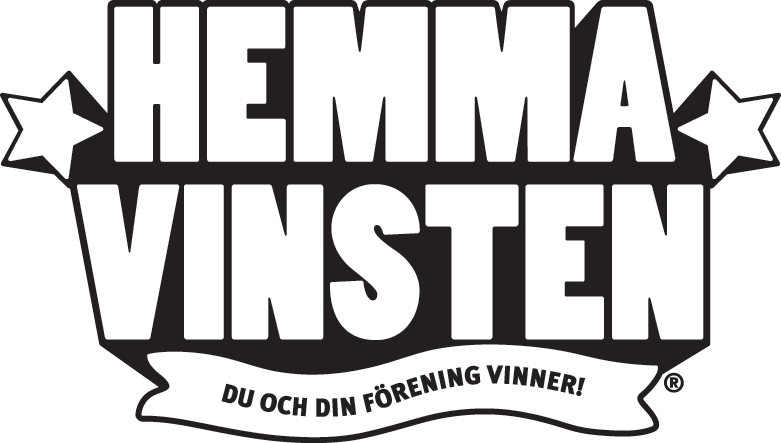 HEMMA
VINSTEN
DU OCH DIN FÖRENING VINNER!
®